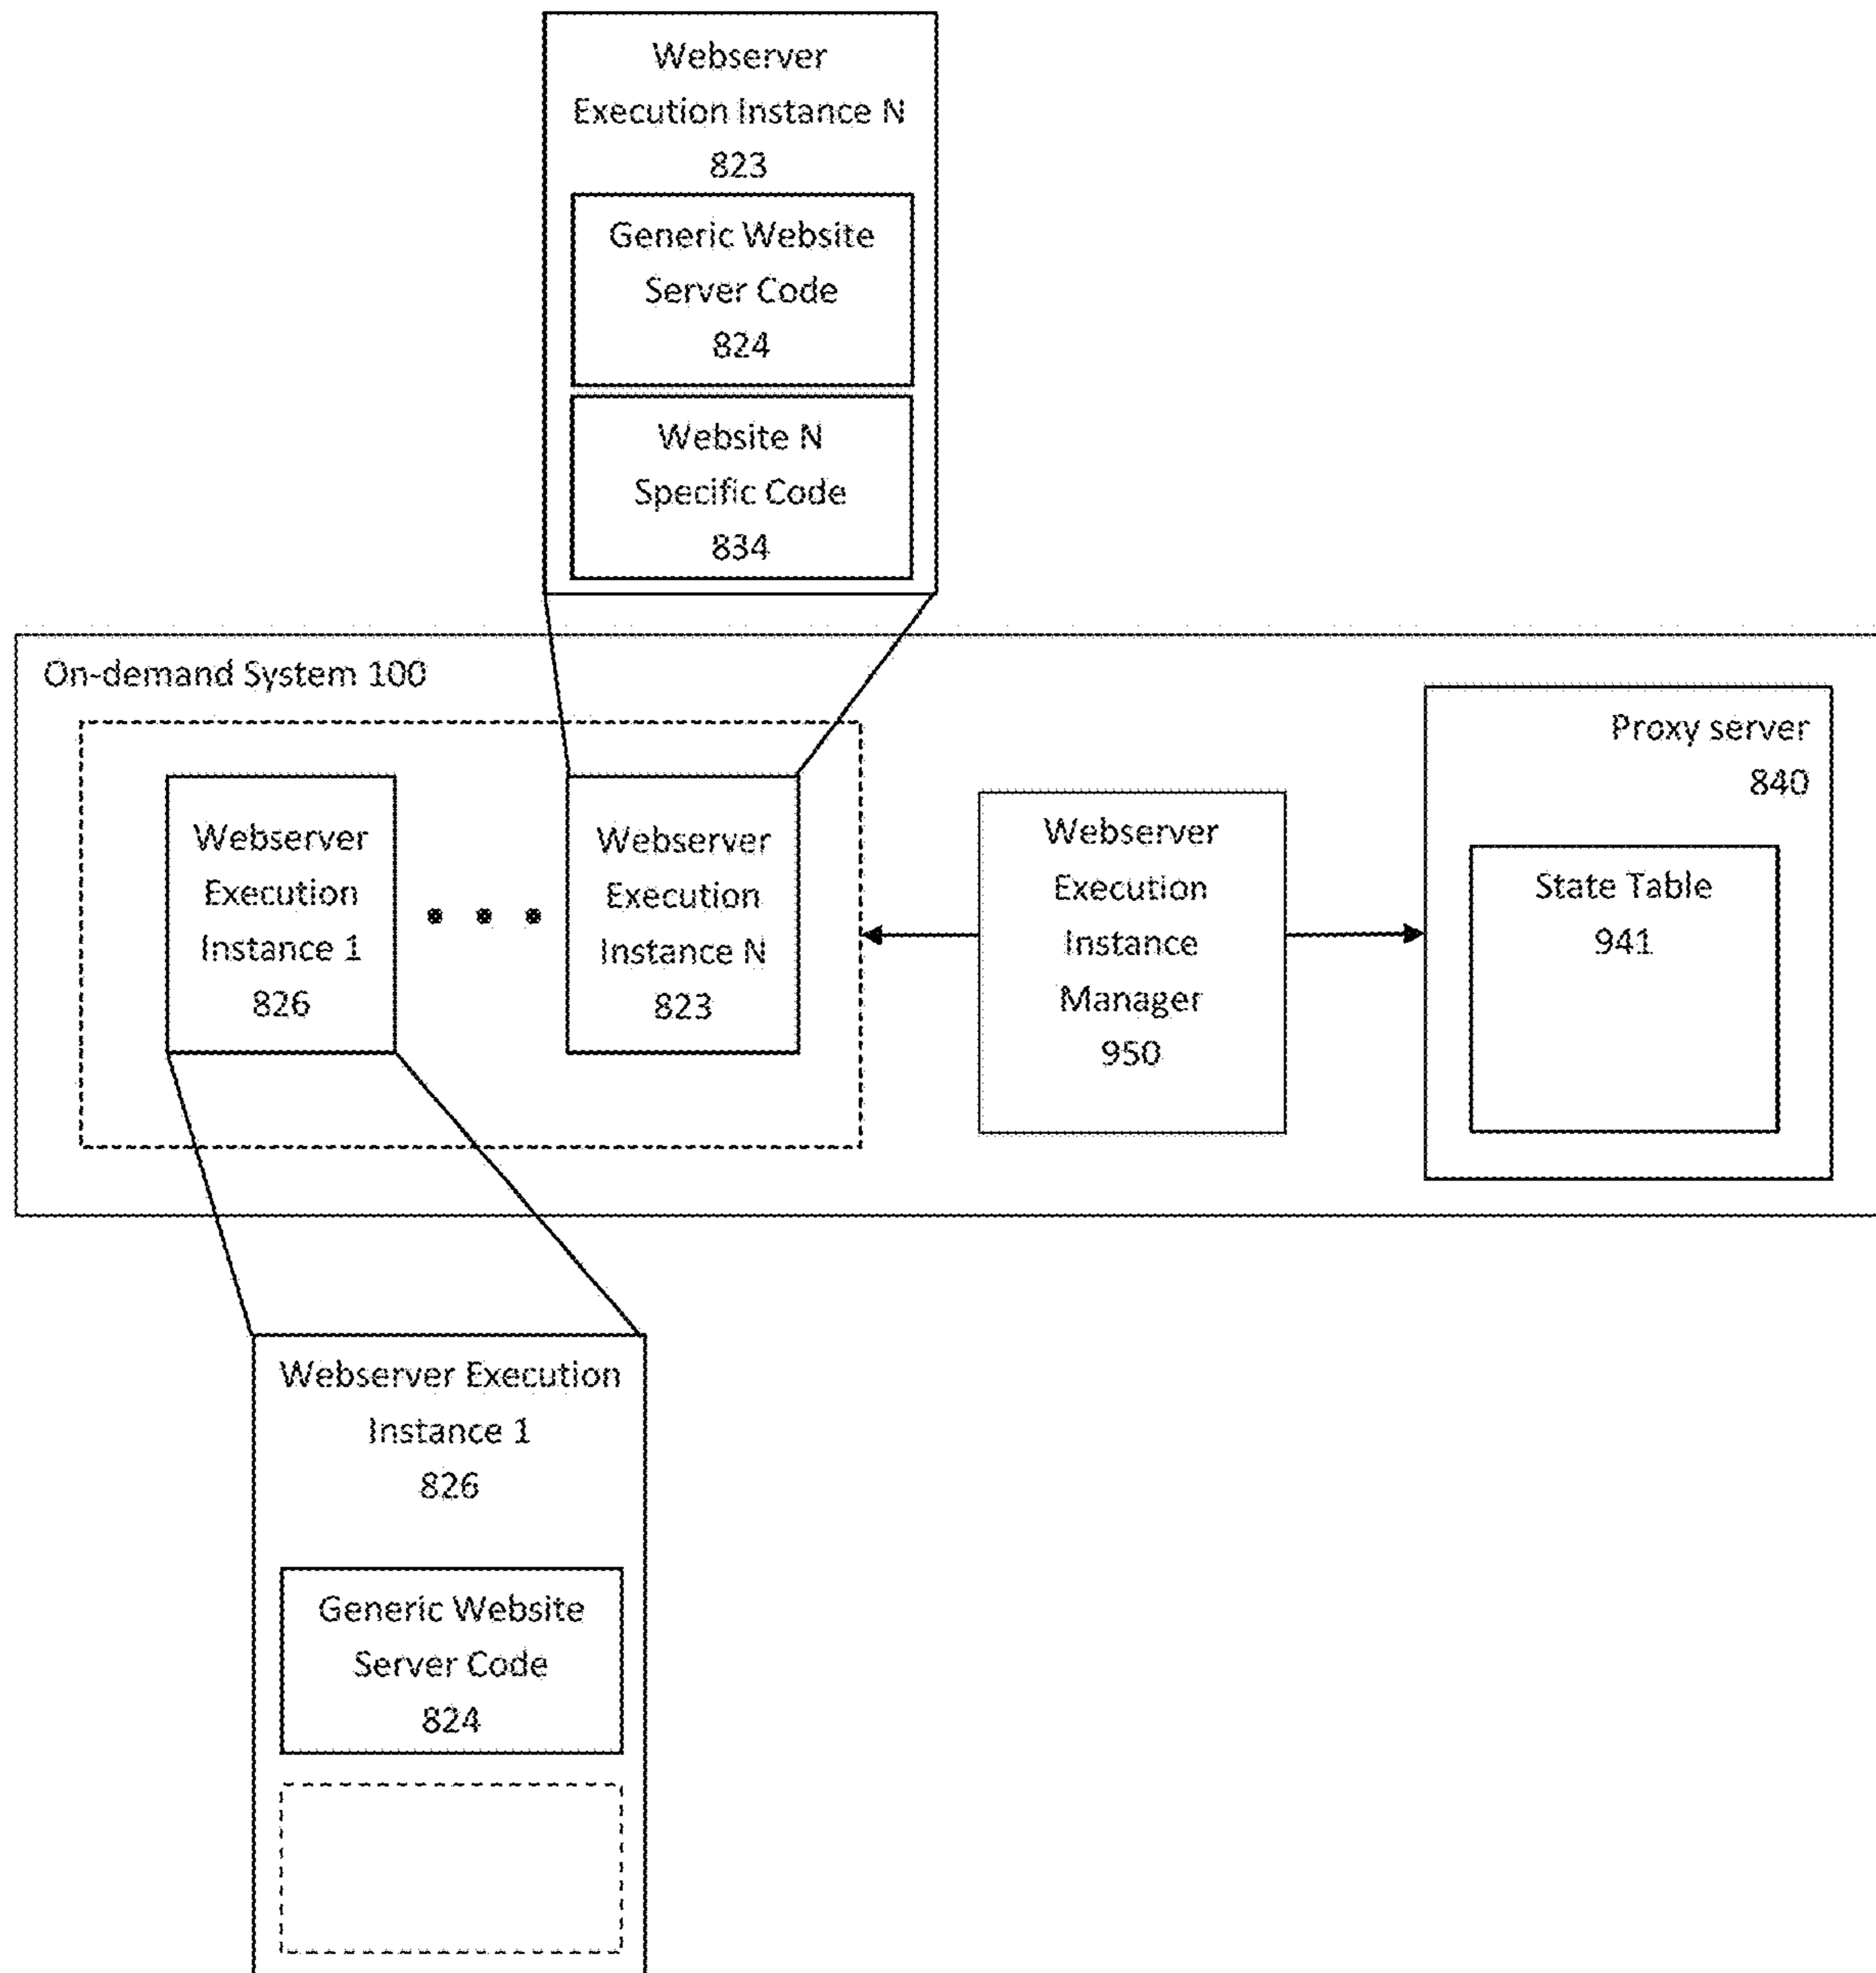 Webserver
Execution Instance N
823
Generic Website
Server Code
824
Website N
Specific Code
834
On-demand System 100
Webserver
Execution
Instance 1
826
Webserver
Execution
Instance N
823
Webserver
Execution
Instance
Manager
950
Proxy server
840
State Table
941
Webserver Execution
Instance 1
826
Generic Website
Server Code
824